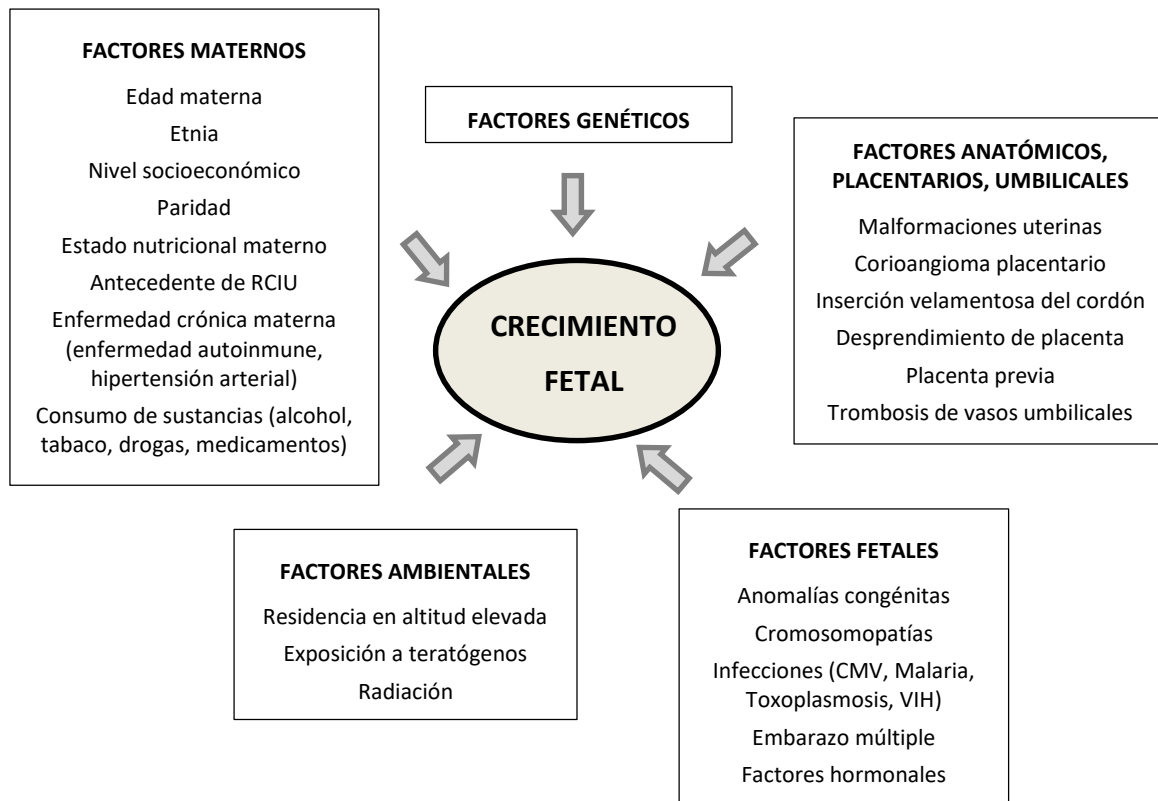 FACTORES MATERNOS
Edad materna
Etnia
Nivel socioeconómico
Paridad
Estado nutricional materno
Antecedente de RCIU
Enfermedad crónica materna
(enfermedad autoinmune,
hipertensión arterial)
Consumo de sustancias (alcohol,
tabaco, drogas, medicamentos)
FACTORES GENÉTICOS
FACTORES ANATÓMICOS,
PLACENTARIOS, UMBILICALES
Malformaciones uterinas
Corioangioma placentario
Inserción velamentosa del cordón
Desprendimiento de placenta
Placenta previa
Trombosis de vasos umbilicales
CRECIMIENTO
FETAL
FACTORES AMBIENTALES
Residencia en altitud elevada
Exposición a teratógenos
Radiación
FACTORES FETALES
Anomalías congénitas
Cromosomopatías
Infecciones (CMV, Malaria,
Toxoplasmosis, VIH)
Embarazo múltiple
Factores hormonales